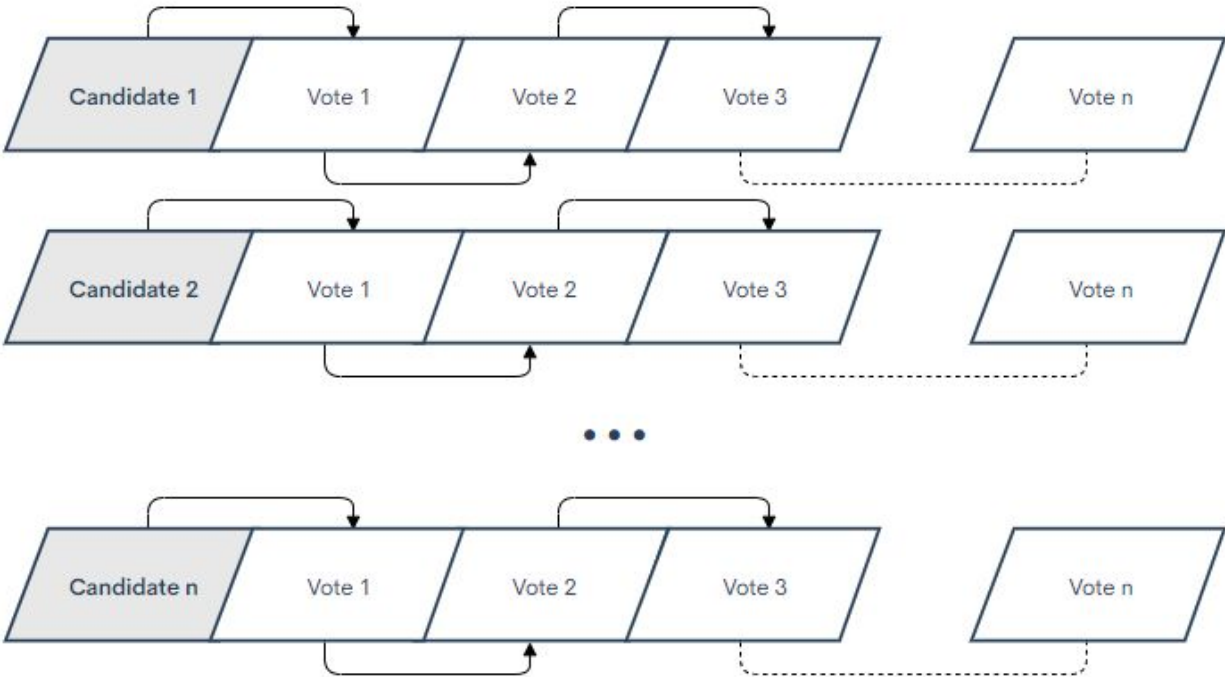 Candidate 1 Vote 1 Vote 2 Vote 3 Vote n
Candidate 2 Vote 1 Vote 2 Vote 3 Vote n
• • •
Candidate n Vote 1 Vote 2 Vote 3 Vote n